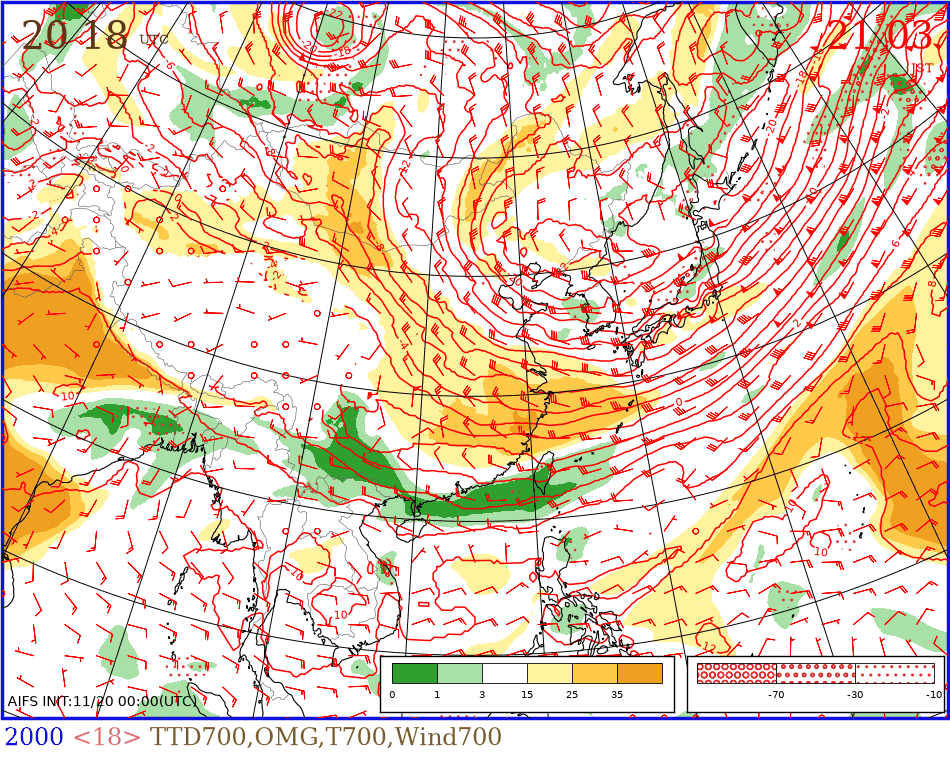 20 18 UTC
21.03
JST
0 1 3 15 25 35
-70 -30 -10
AIFS INIT:11/20 00:00(UTC)
2000 <18> TTD700,OMG,T700,Wind700